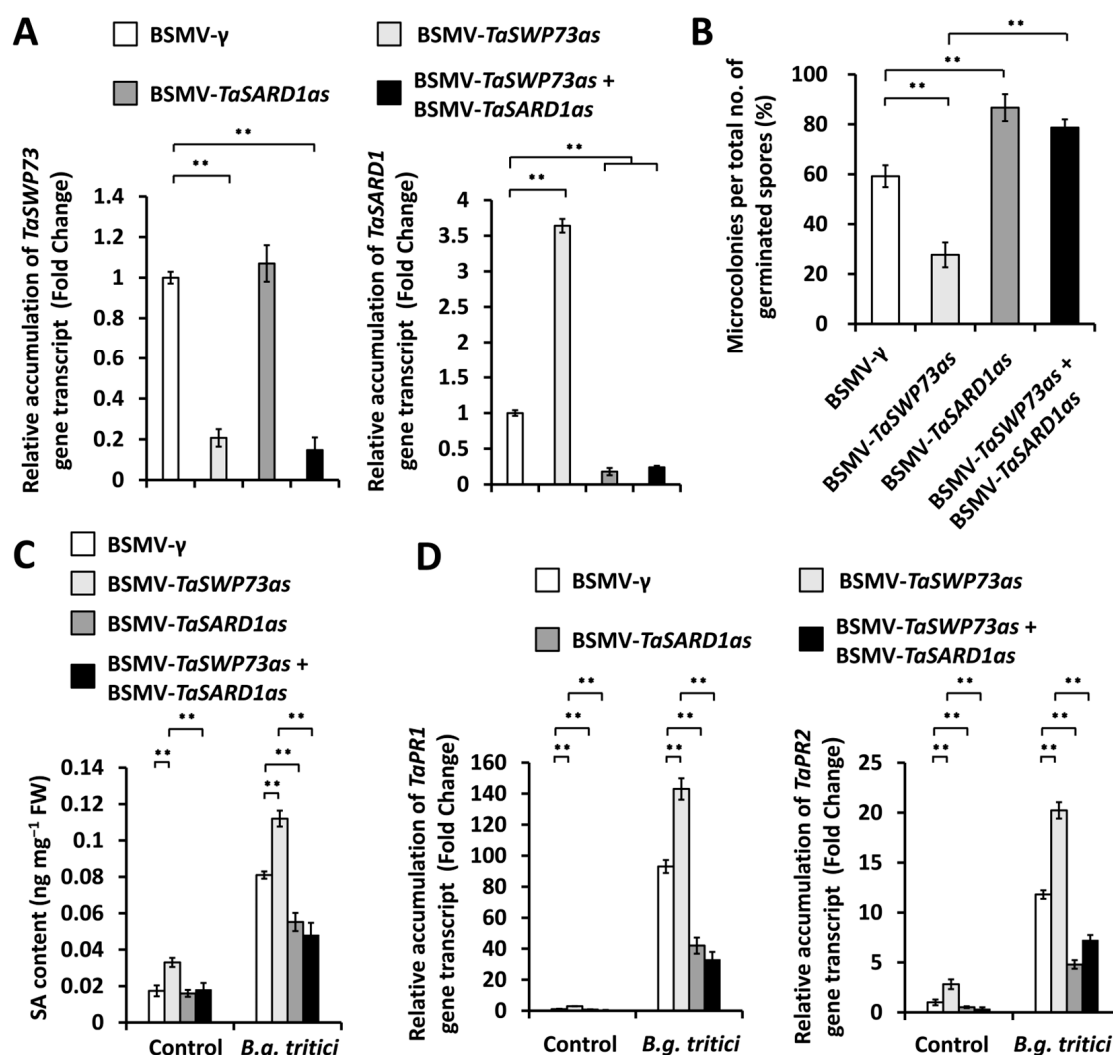 A
BSMV-γ
BSMV-TaSWP73as
BSMV-TaSARD1as
BSMV-TaSWP73as +
BSMV-TaSARD1as
Relative accumulation of TaSWP73
gene transcript (Fold Change)
1.4
1.2
1
0.8
0.6
0.4
0.2
0
**
**
Relative accumulation of TaSARD1
gene transcript (Fold Change)
4
3.5
3
2.5
2
1.5
1
0.5
0
**
**
B
Microcolonies per total no. of
germinated spores (%)
100
80
60
40
20
0
**
**
**
BSMV-γ
BSMV-TaSWP73as
BSMV-TaSARD1as
BSMV-TaSWP73as +
BSMV-TaSARD1as
C
BSMV-γ
BSMV-TaSWP73as
BSMV-TaSARD1as
BSMV-TaSWP73as +
BSMV-TaSARD1as
SA content (ng mg⁻¹ FW)
0.14
0.12
0.1
0.08
0.06
0.04
0.02
0
**
**
**
**
**
Control
B.g. tritici
D
BSMV-γ
BSMV-TaSWP73as
BSMV-TaSARD1as
BSMV-TaSWP73as +
BSMV-TaSARD1as
Relative accumulation of TaPR1
gene transcript (Fold Change)
160
140
120
100
80
60
40
20
0
**
**
**
**
**
**
Control
B.g. tritici
Relative accumulation of TaPR2
gene transcript (Fold Change)
25
20
15
10
5
0
**
**
**
**
**
**
Control
B.g. tritici